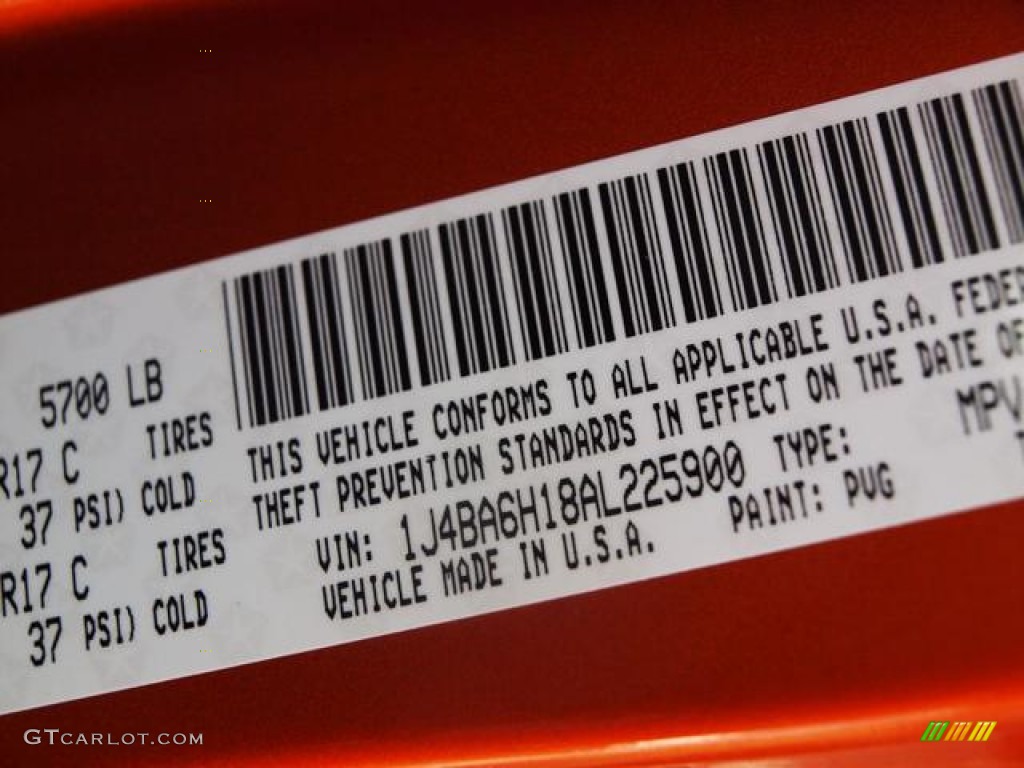 5700 LB
R17 C TIRES
37 PSI) COLD
R17 C TIRES
37 PSI) COLD
THIS VEHICLE CONFORMS TO ALL APPLICABLE U.S.A. FEDER
THEFT PREVENTION STANDARDS IN EFFECT ON THE DATE OF
VIN: 1J4BA6H18AL225900 TYPE: MPV
VEHICLE MADE IN U.S.A. PAINT: PVG
GTCARLOT.COM